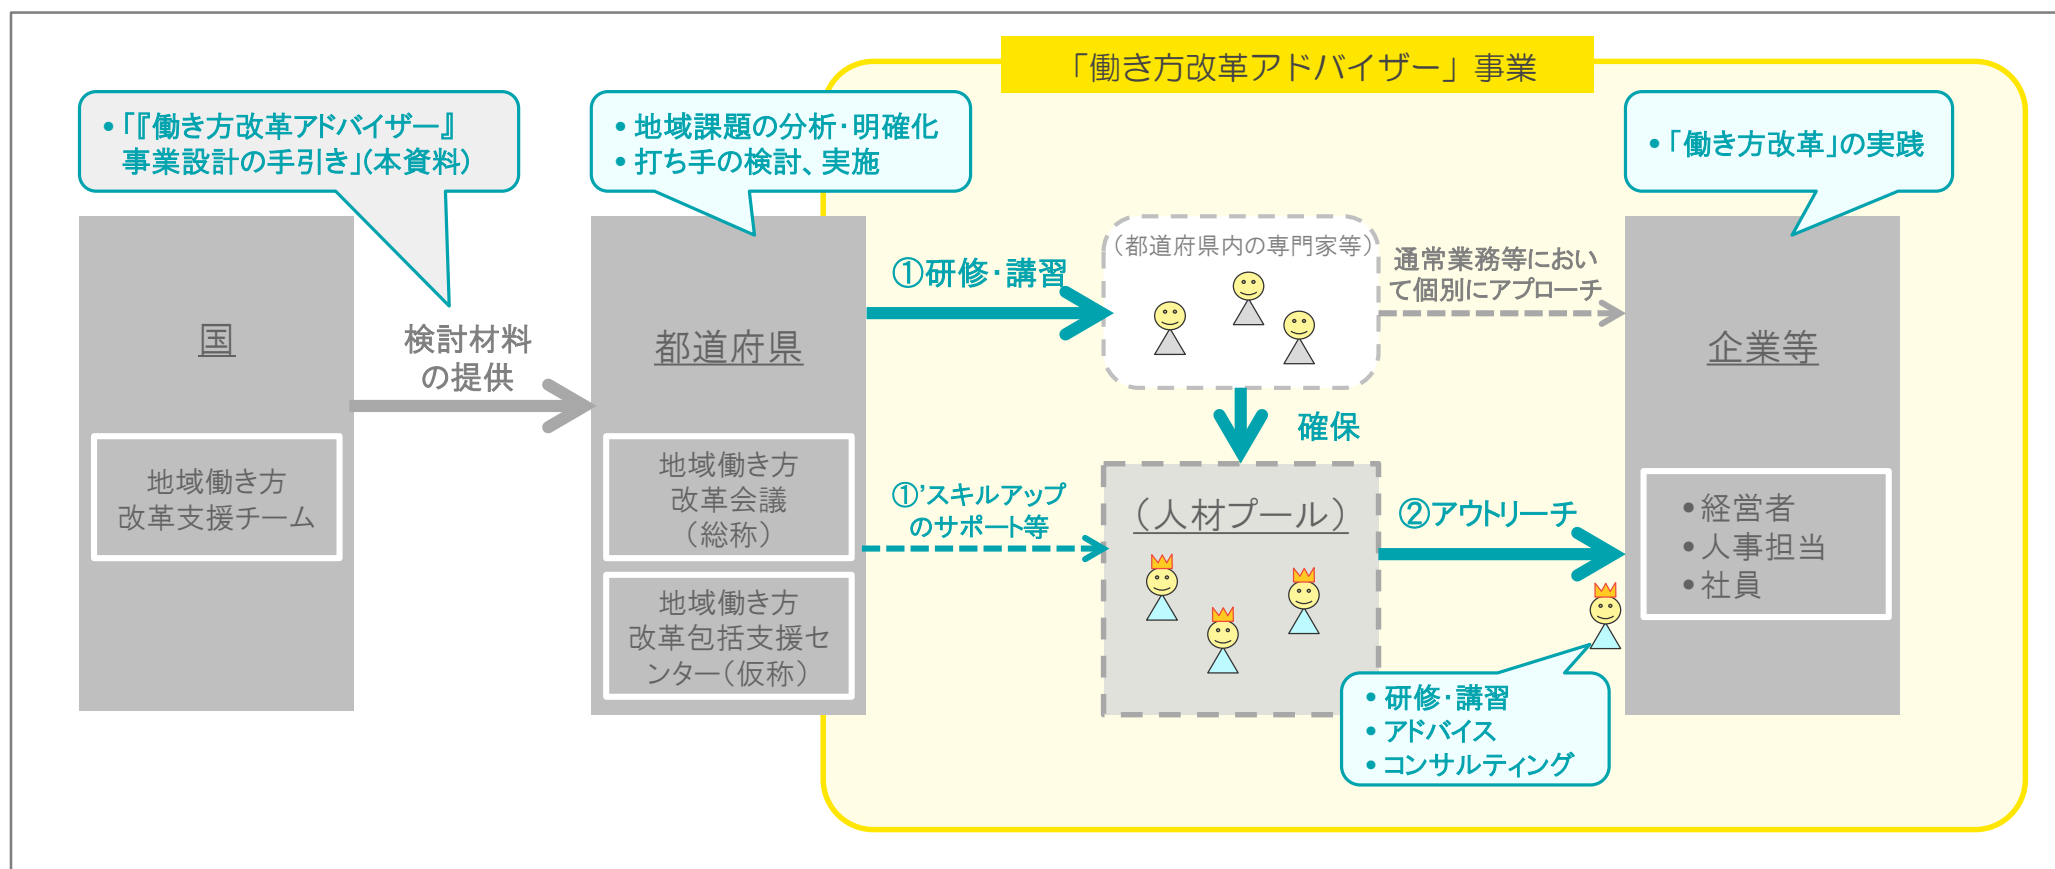 「働き方改革アドバイザー」事業
• 「『働き方改革アドバイザー』
事業設計の手引き」(本資料)
• 地域課題の分析・明確化
• 打ち手の検討、実施
• 「働き方改革」の実践
国
検討材料
の提供
地域働き方
改革支援チーム
都道府県
地域働き方
改革会議
(総称)
地域働き方
改革包括支援セ
ンター(仮称)
①研修・講習
(都道府県内の専門家等)
通常業務等におい
て個別にアプローチ
確保
①’スキルアップ
のサポート等
(人材プール)
②アウトリーチ
• 研修・講習
• アドバイス
• コンサルティング
企業等
• 経営者
• 人事担当
• 社員